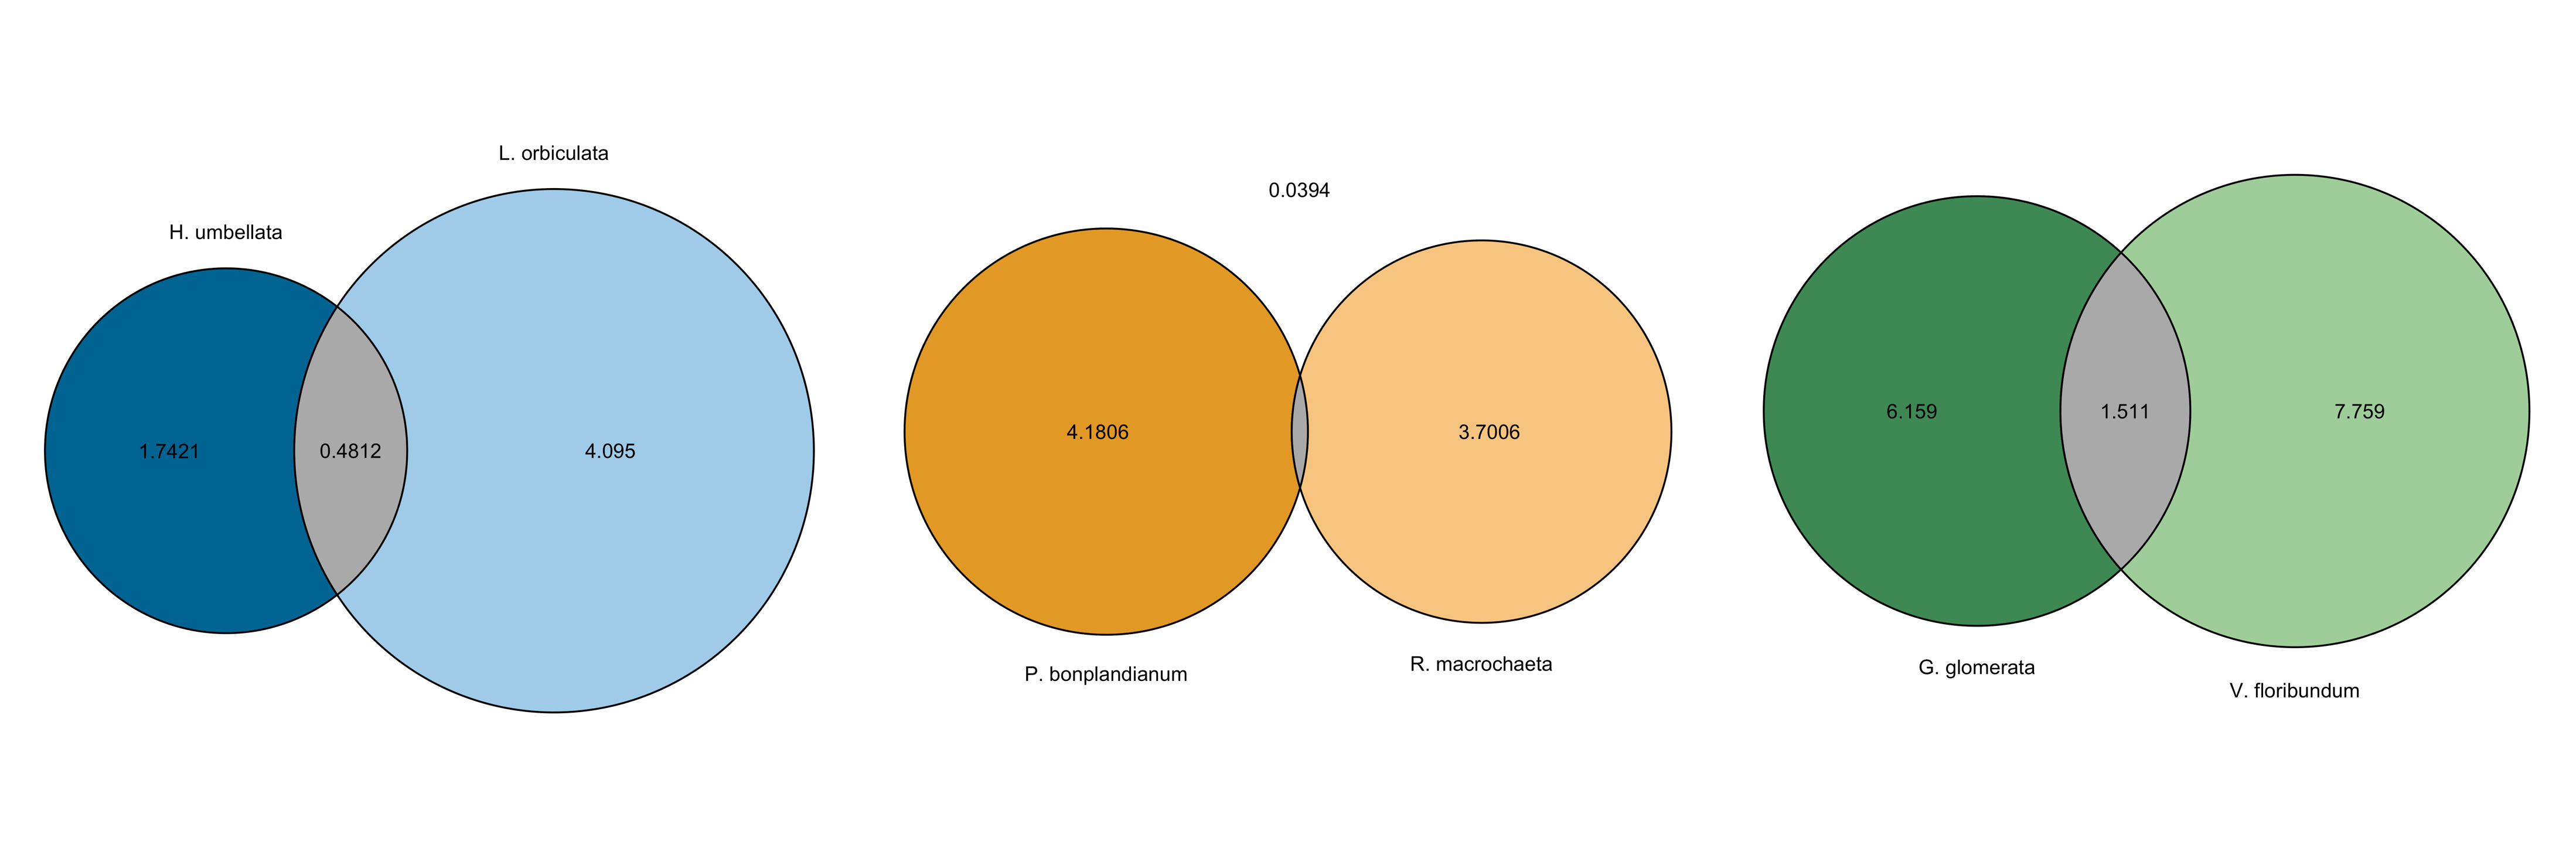 L. orbiculata
H. umbellata
1.7421
0.4812
4.095
0.0394
4.1806
3.7006
P. bonplandianum
R. macrochaeta
6.159
1.511
7.759
G. glomerata
V. floribundum